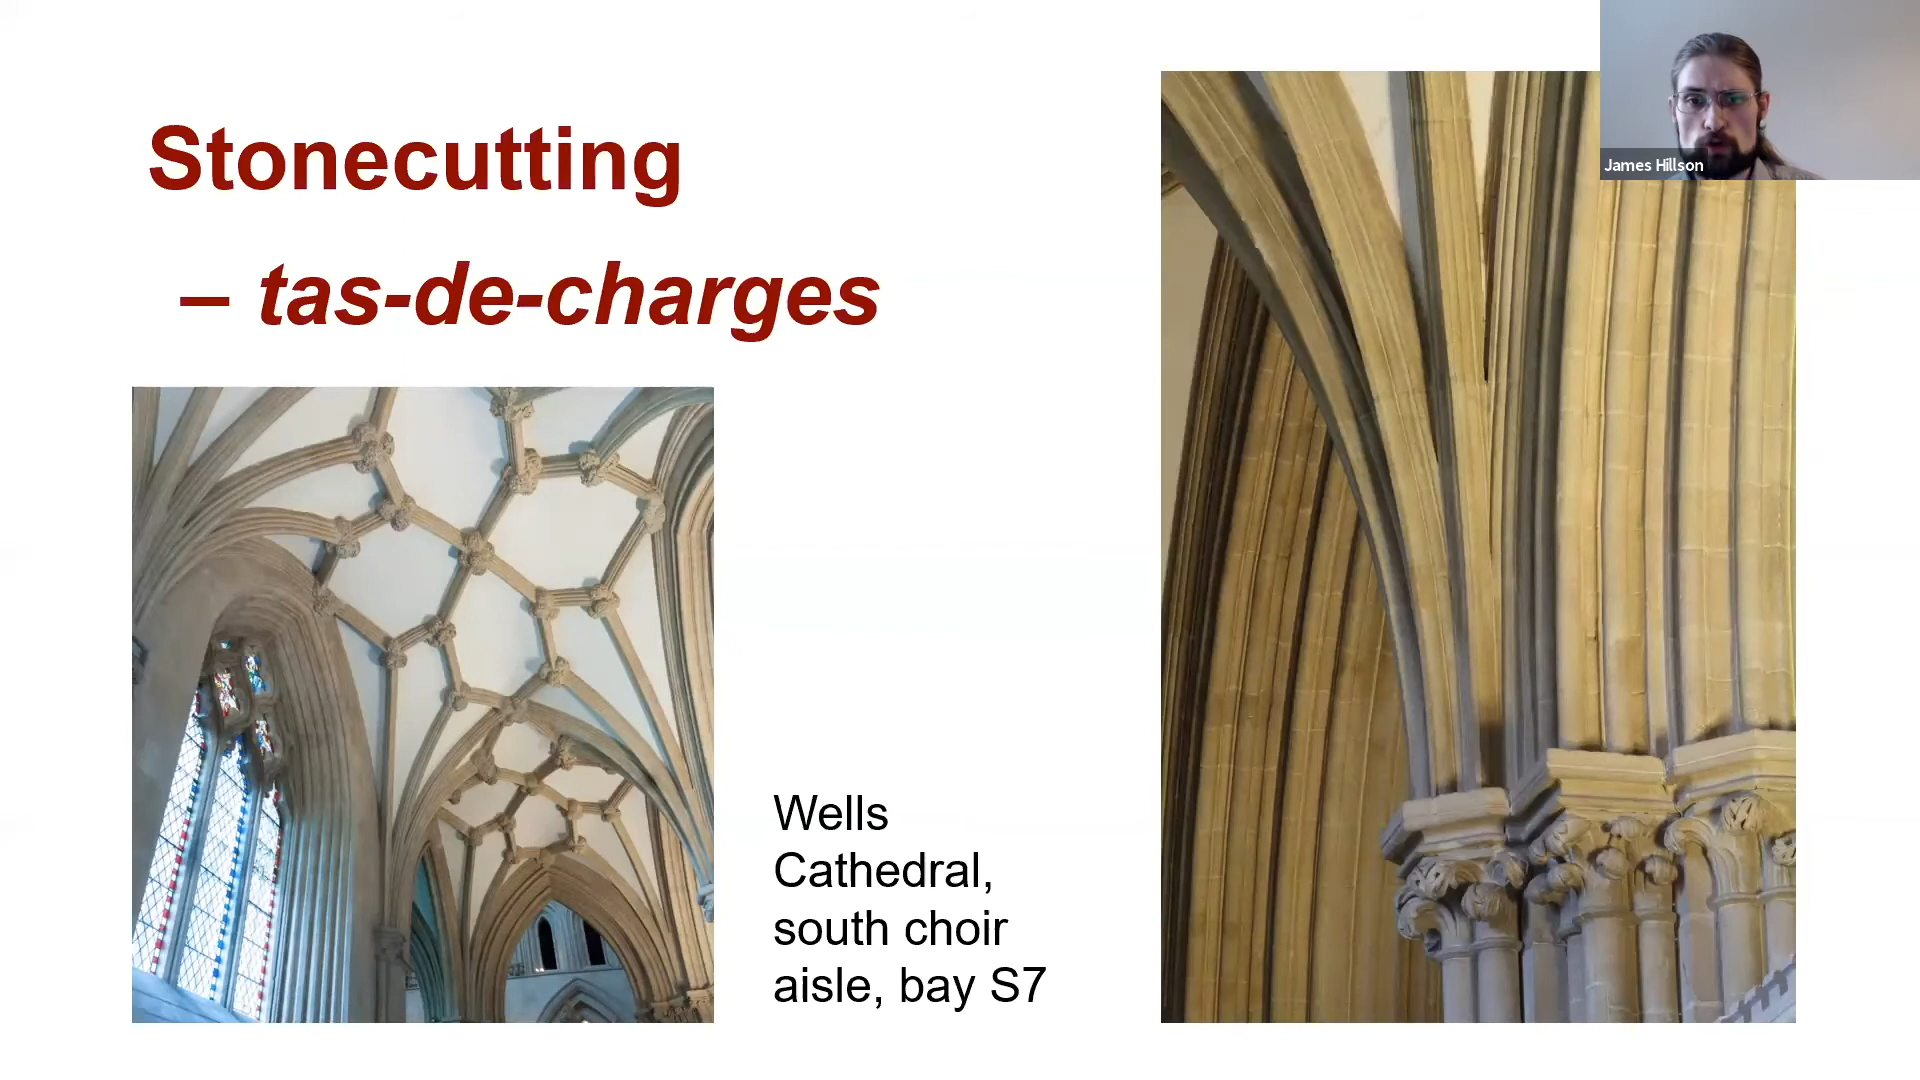 Stonecutting
– tas-de-charges
James Hillson
Wells
Cathedral,
south choir
aisle, bay S7